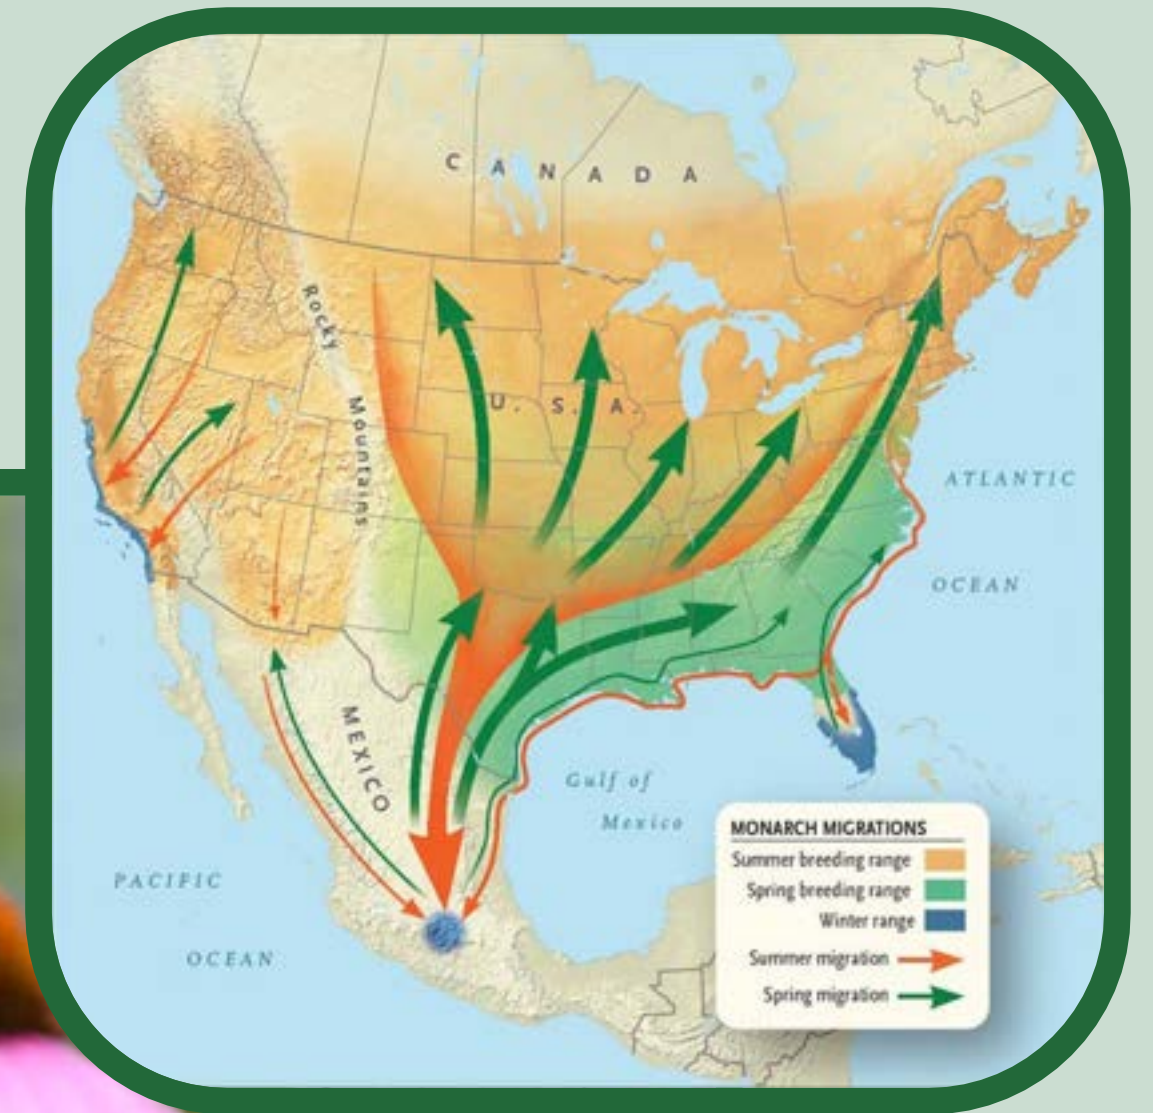 CANADA
Rocky
Mountains
U. S. A.
ATLANTIC
OCEAN
MEXICO
Gulf of
Mexico
PACIFIC
OCEAN
MONARCH MIGRATIONS
Summer breeding range
Spring breeding range
Winter range
Summer migration
Spring migration